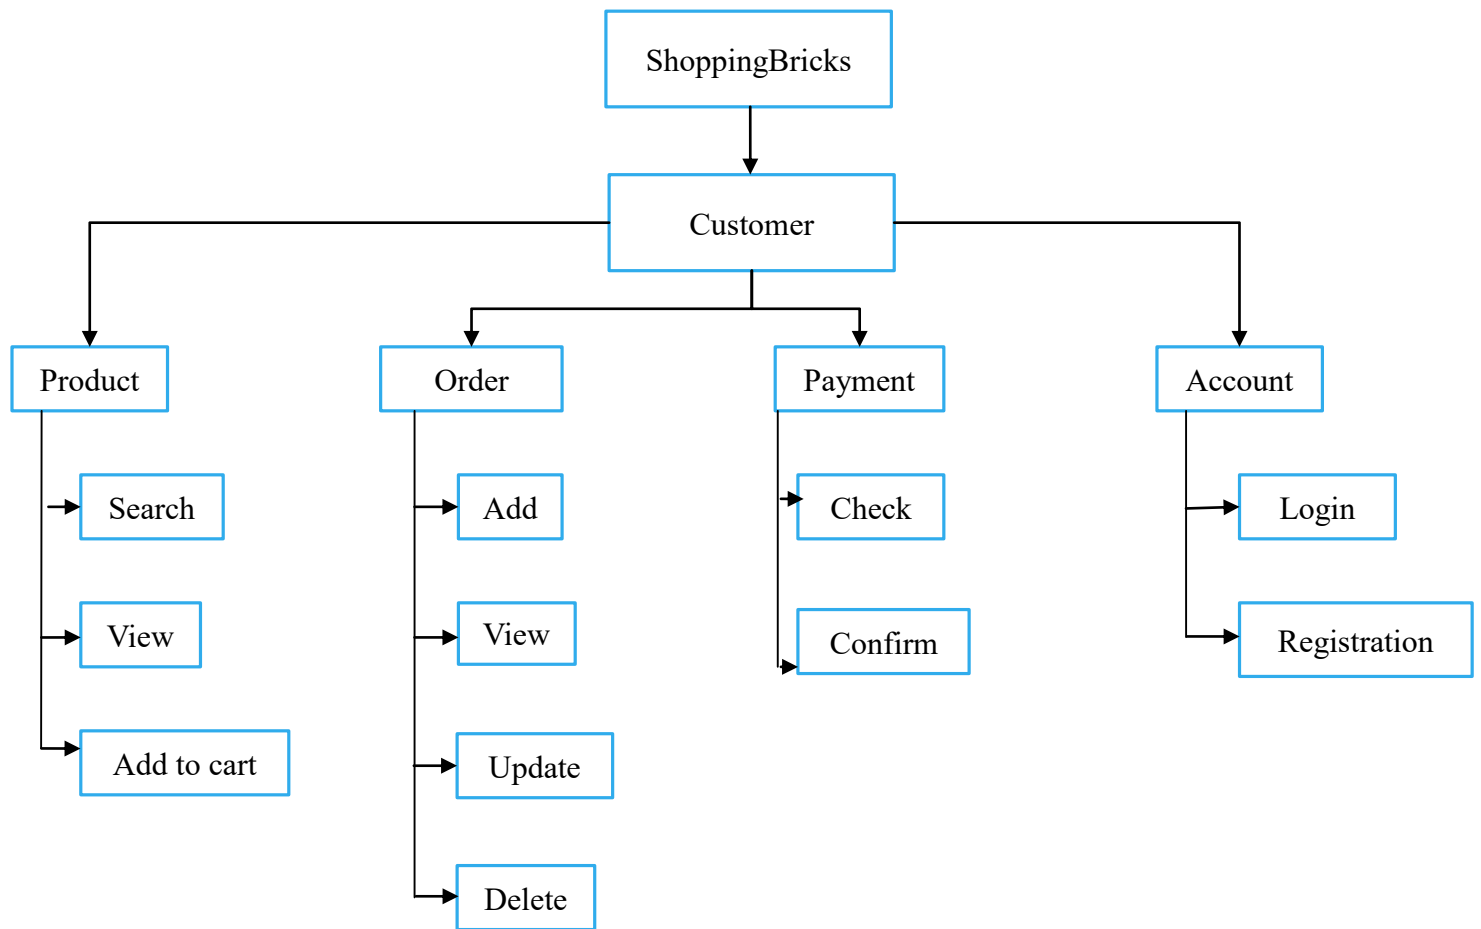 ShoppingBricks
Customer
Product
Order
Payment
Account
Search
Add
Check
Login
View
View
Confirm
Registration
Add to cart
Update
Delete